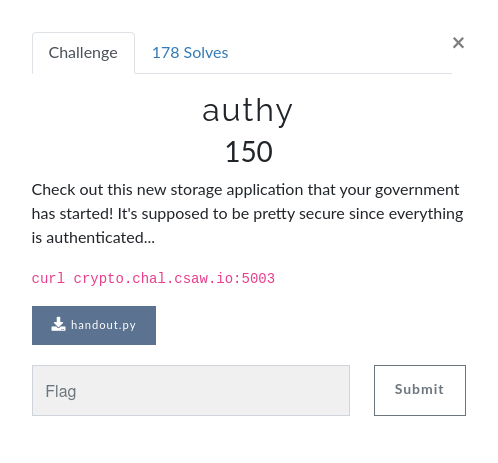 Challenge
178 Solves
×
authy
150
Check out this new storage application that your government
has started! It's supposed to be pretty secure since everything
is authenticated...
curl crypto.chal.csaw.io:5003
handout.py
Flag
Submit